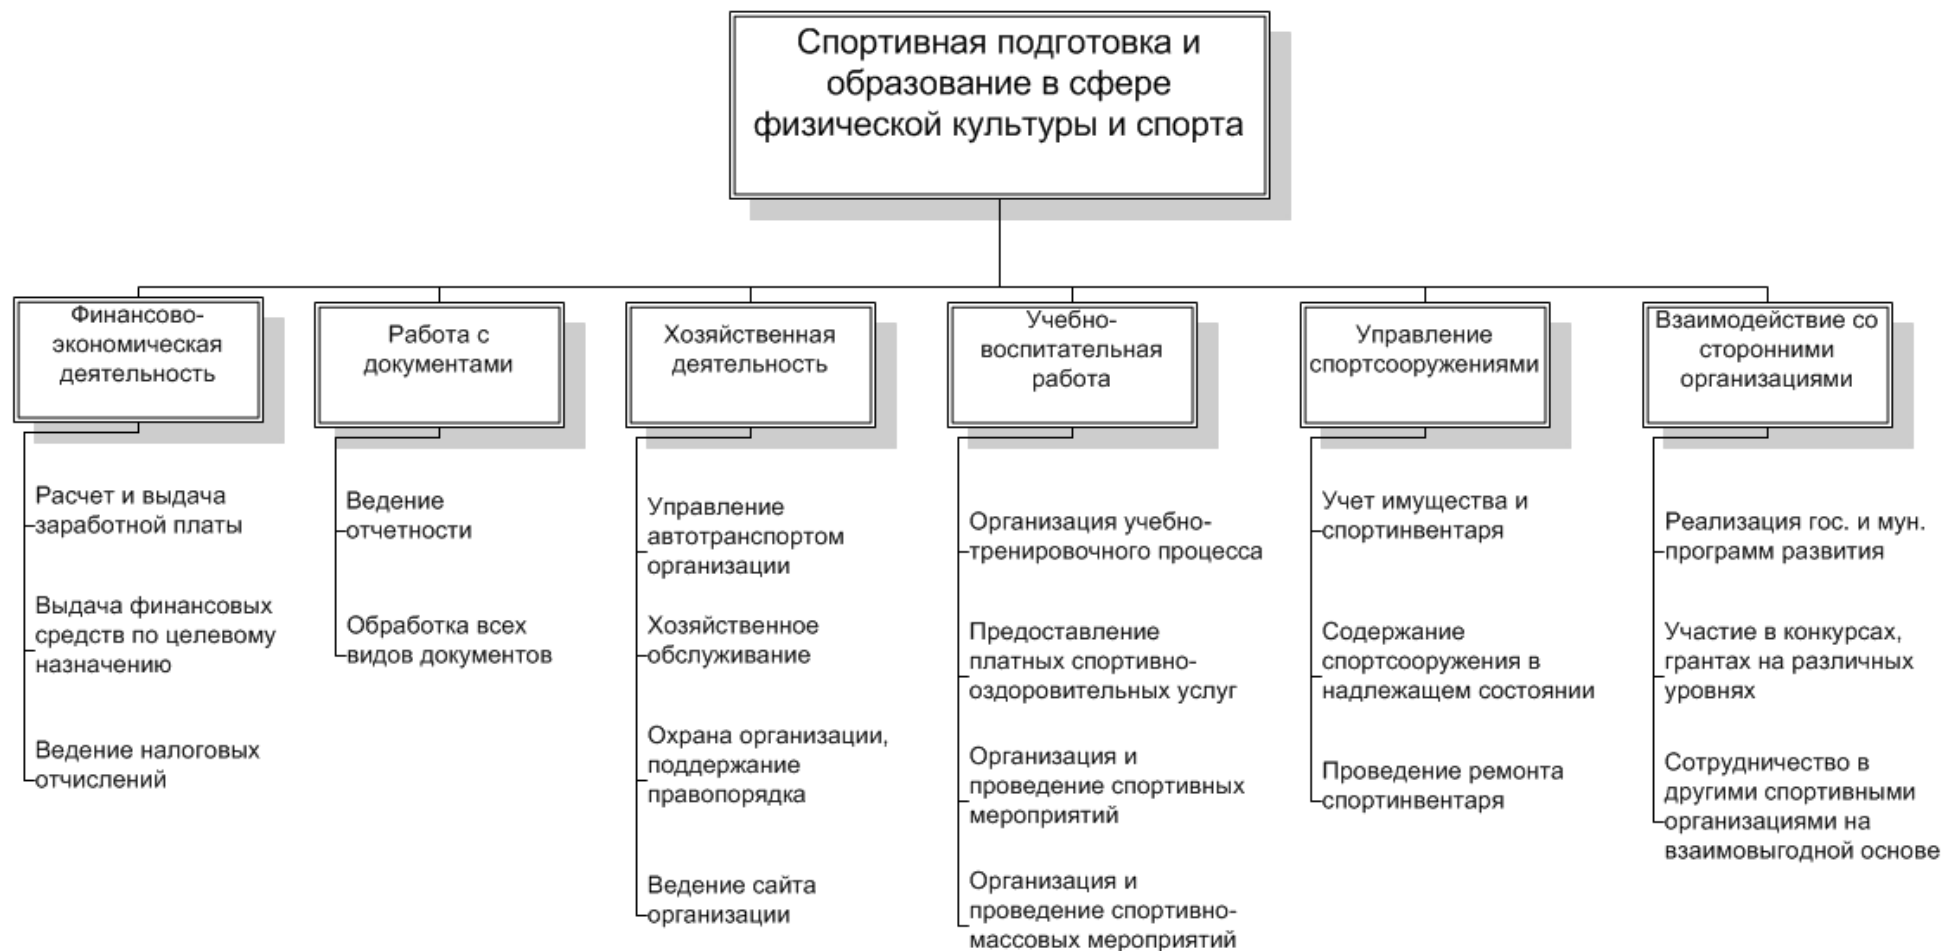 Спортивная подготовка и
образование в сфере
физической культуры и спорта
Финансово-
экономическая
деятельность
Расчет и выдача
заработной платы
Выдача финансовых
средств по целевому
назначению
Ведение налоговых
отчислений
Работа с
документами
Ведение
отчетности
Обработка всех
видов документов
Хозяйственная
деятельность
Управление
автотранспортом
организации
Хозяйственное
обслуживание
Охрана организации,
поддержание
правопорядка
Ведение сайта
организации
Учебно-
воспитательная
работа
Организация учебно-
тренировочного процесса
Предоставление
платных спортивно-
оздоровительных услуг
Организация и
проведение спортивных
мероприятий
Организация и
проведение спортивно-
массовых мероприятий
Управление
спортсооружениями
Учет имущества и
спортинвентаря
Содержание
спортсооружения в
надлежащем состоянии
Проведение ремонта
спортинвентаря
Взаимодействие со
сторонними
организациями
Реализация гос. и мун.
программ развития
Участие в конкурсах,
грантах на различных
уровнях
Сотрудничество в
другими спортивными
организациями на
взаимовыгодной основе